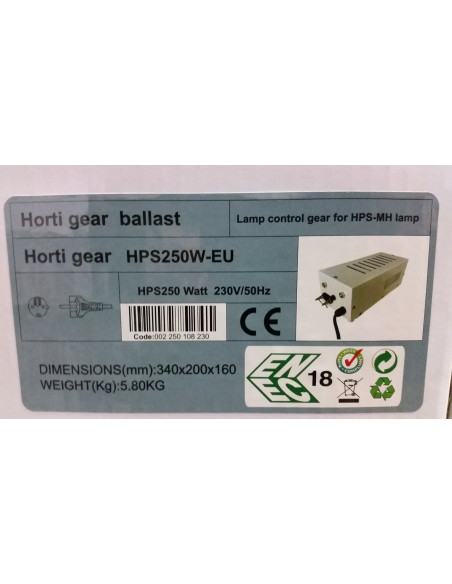 Horti gear ballast
Lamp control gear for HPS-MH lamp
Horti gear HPS250W-EU
HPS250 Watt 230V/50Hz
Code:002 250 108 230
CE
DIMENSIONS(mm):340x200x160
WEIGHT(Kg):5.80KG
ENEC
18